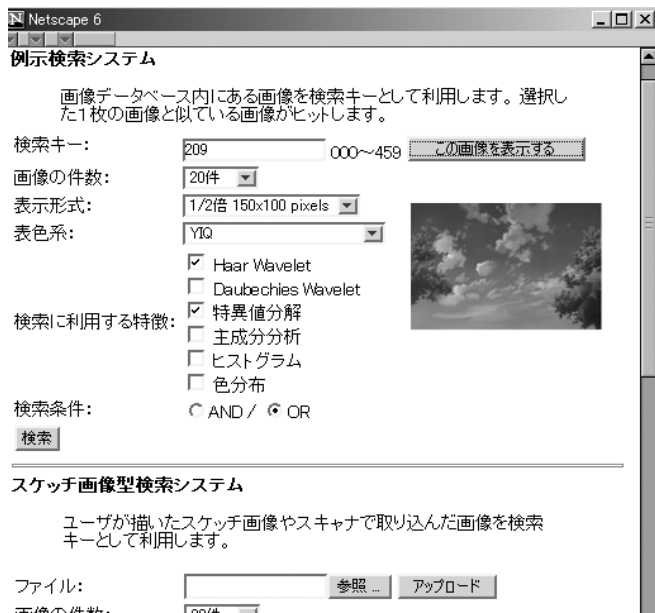 Netscape 6
例示検索システム
画像データベース内にある画像を検索キーとして利用します。選択し
た1枚の画像と似ている画像がヒットします。
検索キー: 209 000～459 この画像を表示する
画像の件数: 20件
表示形式: 1/2倍 150x100 pixels
表色系: YIQ
Haar Wavelet
Daubechies Wavelet
検索に利用する特徴: 特異値分解
主成分分析
ヒストグラム
色分布
検索条件: AND / OR
検索
スケッチ画像型検索システム
ユーザが描いたスケッチ画像やスキャナで取り込んだ画像を検索
キーとして利用します。
ファイル: 参照... アップロード
画像の件数: 20件